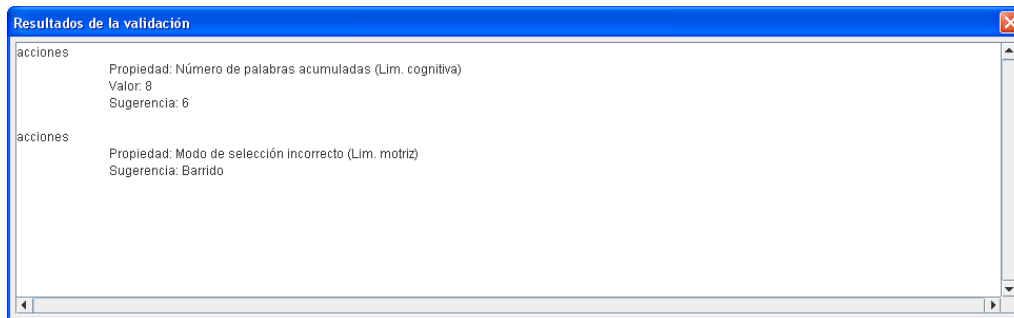 Resultados de la validación
acciones
Propiedad: Número de palabras acumuladas (Lim. cognitiva)
Valor: 8
Sugerencia: 6
acciones
Propiedad: Modo de selección incorrecto (Lim. motriz)
Sugerencia: Barrido